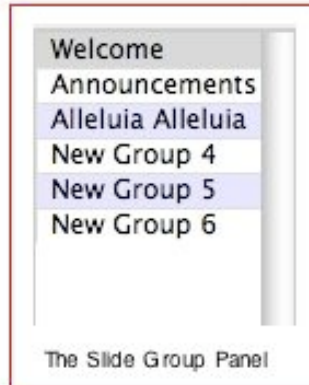 Welcome
Announcements
Alleluia Alleluia
New Group 4
New Group 5
New Group 6
The Slide Group Panel